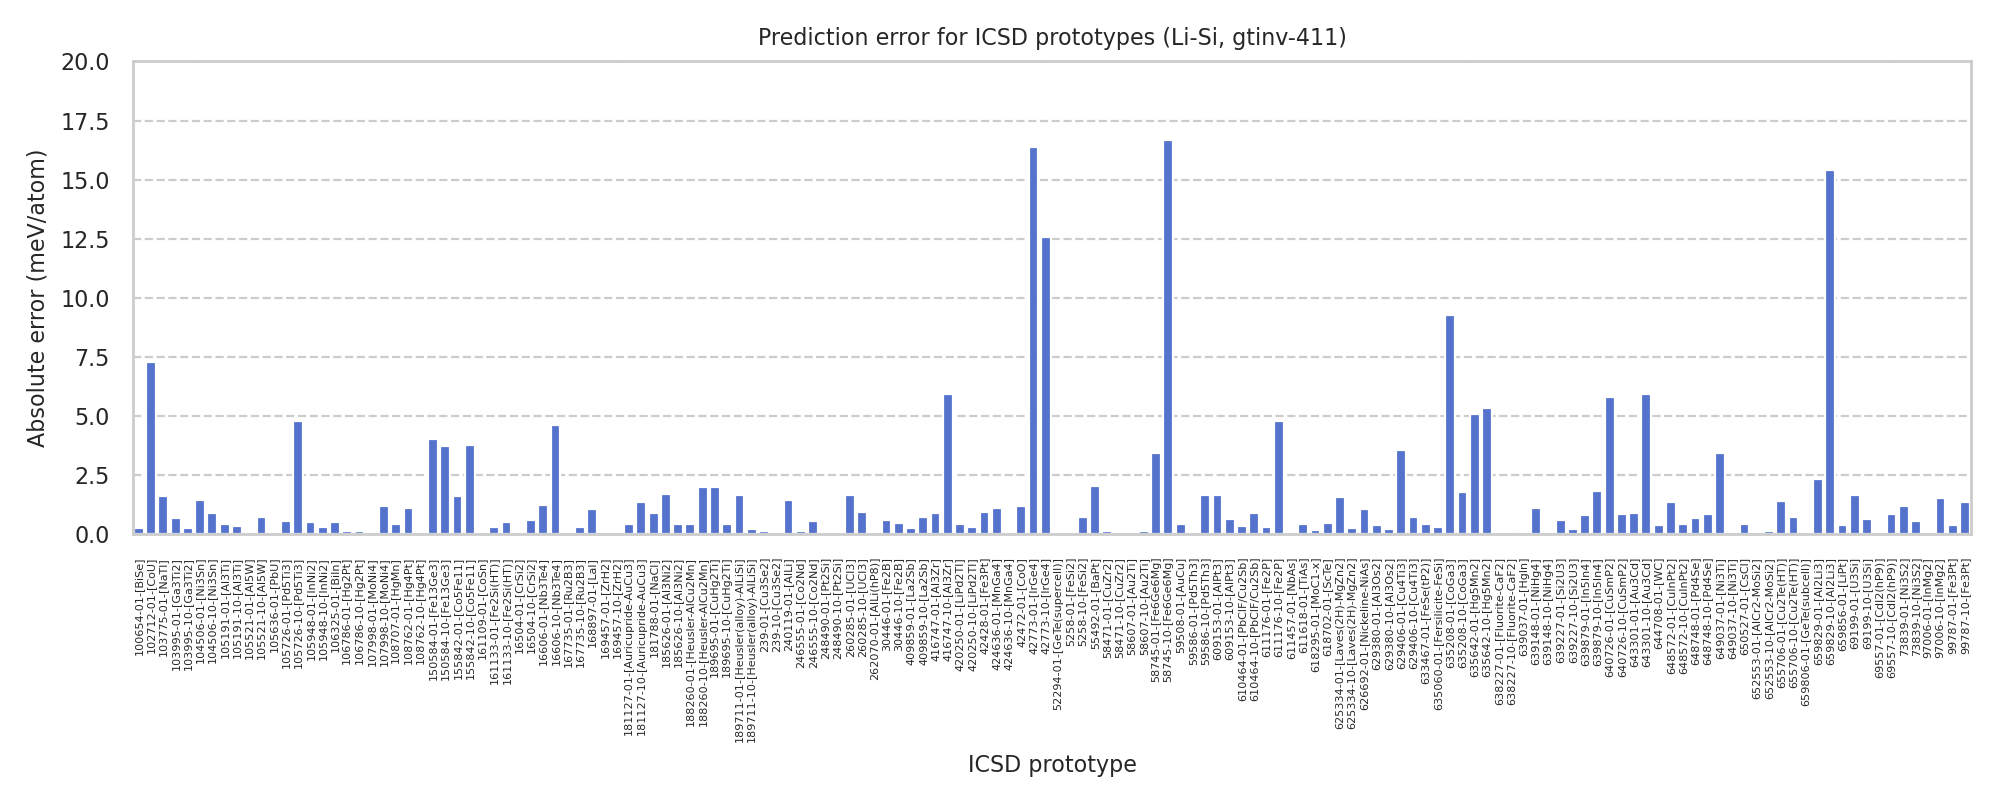 Prediction error for ICSD prototypes (Li-Si, gtinv-411)
20.0
17.5
15.0
12.5
10.0
7.5
5.0
2.5
0.0
Absolute error (meV/atom)
100654-01-[BiSe]
102712-01-[CoU]
103775-01-[NaTl]
103995-01-[Ga3Ti2]
103995-10-[Ga3Ti2]
104506-01-[Ni3Sn]
104506-10-[Ni3Sn]
105191-01-[Al3Ti]
105191-10-[Al3Ti]
105521-01-[Al5W]
105521-10-[Al5W]
105636-01-[PbU]
105726-01-[Pd5Ti3]
105726-10-[Pd5Ti3]
105948-01-[InNi2]
105948-10-[InNi2]
106325-01-[BiIn]
106786-01-[Hg2Pt]
106786-10-[Hg2Pt]
107998-01-[MoNi4]
107998-10-[MoNi4]
108707-01-[HgMn]
108762-01-[Hg4Pt]
108762-10-[Hg4Pt]
150584-01-[Fe13Ge3]
150584-10-[Fe13Ge3]
155842-01-[Co5Fe11]
155842-10-[Co5Fe11]
161109-01-[CoSn]
161133-01-[Fe2Si(HT)]
161133-10-[Fe2Si(HT)]
16504-01-[CrSi2]
16504-10-[CrSi2]
16606-01-[Nb3Te4]
16606-10-[Nb3Te4]
167735-01-[Ru2B3]
167735-10-[Ru2B3]
168897-01-[LaI]
169457-01-[ZrH2]
169457-10-[ZrH2]
181127-01-[Auricupride-AuCu3]
181127-10-[Auricupride-AuCu3]
181788-01-[NaCl]
185626-01-[Al3Ni2]
185626-10-[Al3Ni2]
188260-01-[Heusler-AlCu2Mn]
188260-10-[Heusler-AlCu2Mn]
189695-01-[CuHg2Ti]
189695-10-[CuHg2Ti]
189711-01-[Heusler(alloy)-AlLiSi]
189711-10-[Heusler(alloy)-AlLiSi]
239-01-[Cu3Se2]
239-10-[Cu3Se2]
240119-01-[AlLi]
246555-01-[Co2Nd]
246555-10-[Co2Nd]
248490-01-[Pt2Si]
248490-10-[Pt2Si]
260285-01-[UCl3]
260285-10-[UCl3]
262070-01-[AlLi(hP8)]
30446-01-[Fe2B]
30446-10-[Fe2B]
409859-01-[La2Sb]
409859-10-[La2Sb]
416747-01-[Al3Zr]
416747-10-[Al3Zr]
420250-01-[LiPd2Tl]
420250-10-[LiPd2Tl]
42428-01-[Fe3Pt]
424636-01-[MnGa4]
424636-10-[MnGa4]
42472-01-[CoO]
42773-01-[IrGe4]
42773-10-[IrGe4]
52294-01-[GeTe(supercell)]
5258-01-[FeSi2]
5258-10-[FeSi2]
55492-01-[BaPt]
58471-01-[CuZr2]
58471-10-[CuZr2]
58607-01-[Au2Ti]
58607-10-[Au2Ti]
58745-01-[Fe6Ge6Mg]
58745-10-[Fe6Ge6Mg]
59508-01-[AuCu]
595886-01-[Pd5Th3]
595886-10-[Pd5Th3]
609153-01-[AlPt3]
609153-10-[AlPt3]
610464-01-[PbClF/Cu2Sb]
610464-10-[PbClF/Cu2Sb]
611176-01-[Fe2P]
611176-10-[Fe2P]
611457-01-[NbAs]
611618-01-[TiAs]
618295-01-[MoC1-x]
618702-01-[ScTe]
625334-01-[Laves(2H)-MgZn2]
625334-10-[Laves(2H)-MgZn2]
626692-01-[Nickeline-NiAs]
629380-01-[Al3Os2]
629380-10-[Al3Os2]
629406-01-[Cu4Ti3]
629406-10-[Cu4Ti3]
633467-01-[FeSe(tP2)]
635060-01-[Fersilicite-FeSi]
635208-01-[CoGa3]
635208-10-[CoGa3]
635642-01-[Hg5Mn2]
635642-10-[Hg5Mn2]
638227-01-[Fluorite-CaF2]
638227-10-[Fluorite-CaF2]
639037-01-[HgIn]
639148-01-[NiHg4]
639148-10-[NiHg4]
639227-01-[Si2U3]
639227-10-[Si2U3]
639879-01-[In5In4]
639879-10-[In5In4]
640726-01-[CuSmP2]
640726-10-[CuSmP2]
643301-01-[Au3Cd]
643301-10-[Au3Cd]
644708-01-[WC]
648572-01-[CuInPt2]
648572-10-[CuInPt2]
648748-01-[Pd4Se]
648748-10-[Pd4Se]
649037-01-[Ni3Ti]
649037-10-[Ni3Ti]
650527-01-[CsCl]
652553-01-[AlCr2-MoSi2]
652553-10-[AlCr2-MoSi2]
655706-01-[Cu2Te(HT)]
655706-10-[Cu2Te(HT)]
659806-01-[GeTe(subcell)]
659829-01-[Al2Li3]
659829-10-[Al2Li3]
659856-01-[LiPt]
69199-01-[U3Si]
69199-10-[U3Si]
69557-01-[CdI2(hP9)]
69557-10-[CdI2(hP9)]
73839-01-[Ni3S2]
73839-10-[Ni3S2]
97006-01-[InMg2]
97006-10-[InMg2]
99787-01-[Fe3Pt]
99787-10-[Fe3Pt]
ICSD prototype